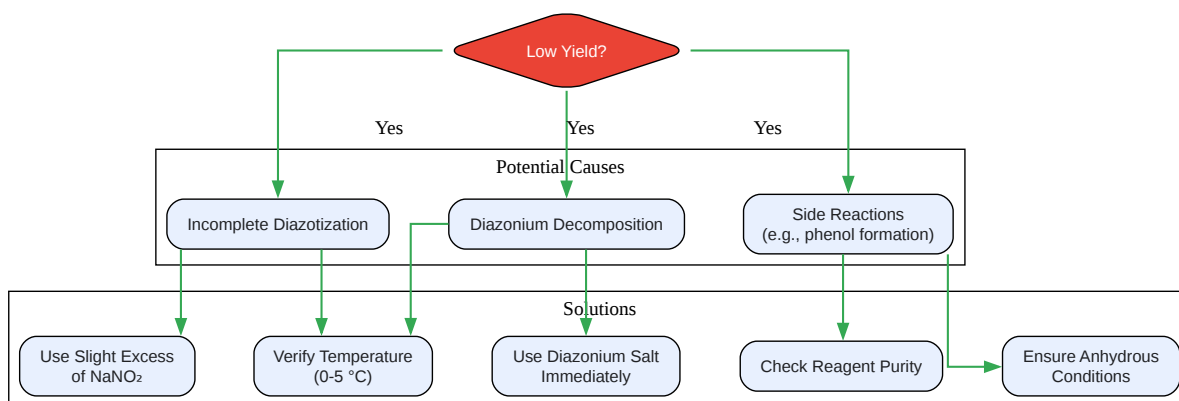 Low Yield?
Yes
Yes
Yes
Potential Causes
Incomplete Diazotization
Diazonium Decomposition
Side Reactions
(e.g., phenol formation)
Solutions
Use Slight Excess
of NaNO₂
Verify Temperature
(0-5 °C)
Use Diazonium Salt
Immediately
Check Reagent Purity
Ensure Anhydrous
Conditions